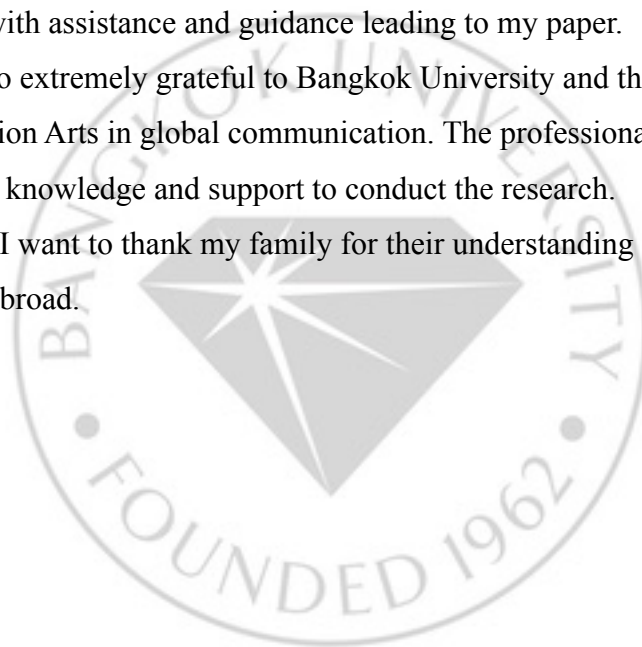 with assistance and guidance leading to my paper.
o extremely grateful to Bangkok University and th
ion Arts in global communication. The professiona
knowledge and support to conduct the research.
I want to thank my family for their understanding
broad.
BANGKOK UNIVERSITY
FOUNDED 1962